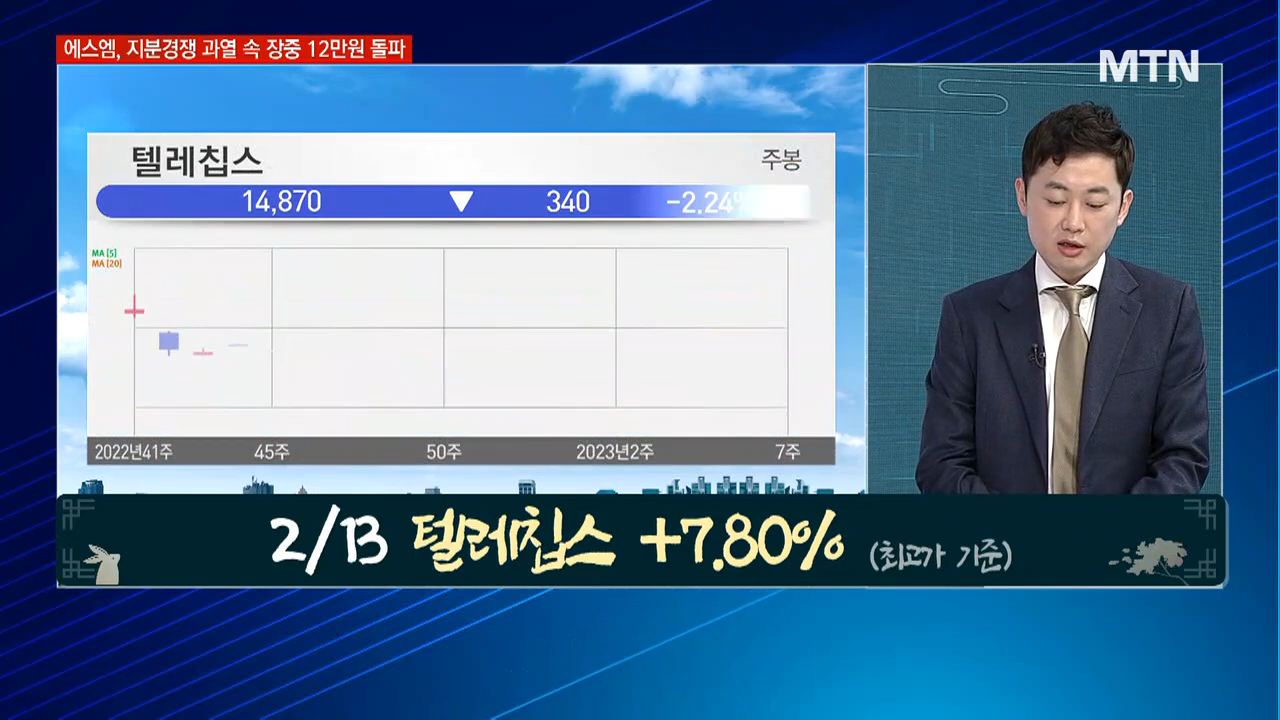 에스엠, 지분경쟁 과열 속 장중 12만원 돌파
MTN
텔레칩스
주봉
14,870 ▼ 340 -2.24%
MA [5]
MA [20]
2022년41주 45주 50주 2023년2주 7주
2/13 텔레칩스 +7.80% (최고가 기준)